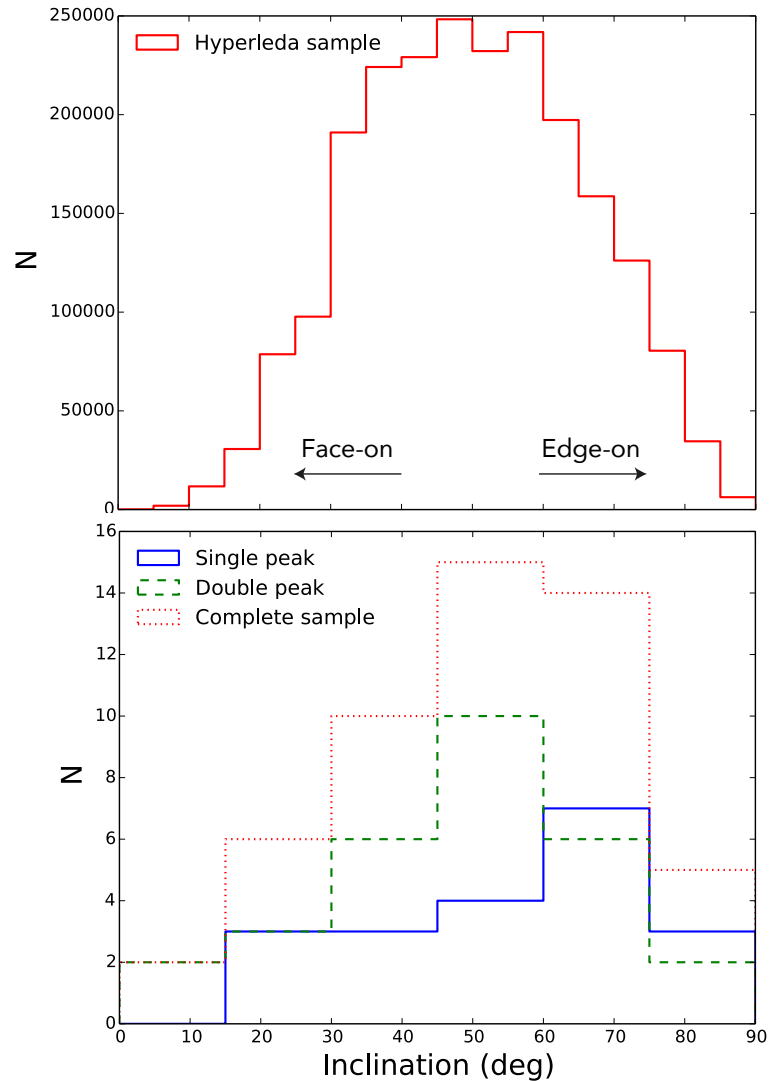 250000
200000
150000
100000
50000
0
N
Hyperleda sample
Face-on
Edge-on
16
14
12
10
8
6
4
2
0
N
Single peak
Double peak
Complete sample
0 10 20 30 40 50 60 70 80 90
Inclination (deg)